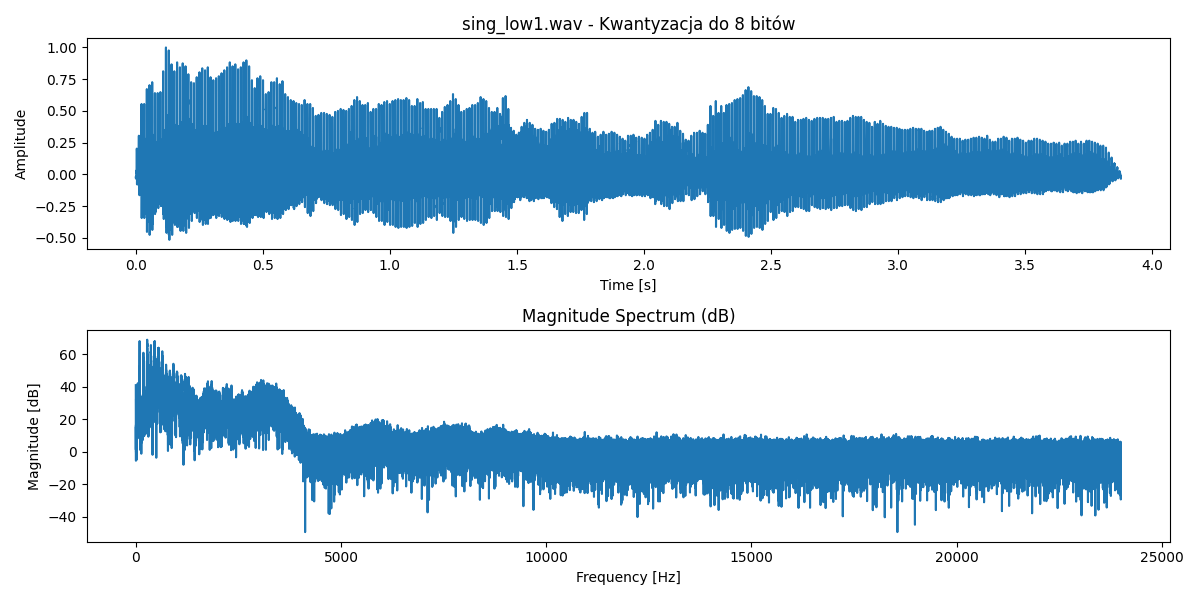 sing_low1.wav - Kwantyzacja do 8 bitów
1.00
0.75
0.50
0.25
0.00
−0.25
−0.50
Amplitude
0.0 0.5 1.0 1.5 2.0 2.5 3.0 3.5 4.0
Time [s]
Magnitude Spectrum (dB)
60
40
20
0
−20
−40
Magnitude [dB]
0 5000 10000 15000 20000 25000
Frequency [Hz]